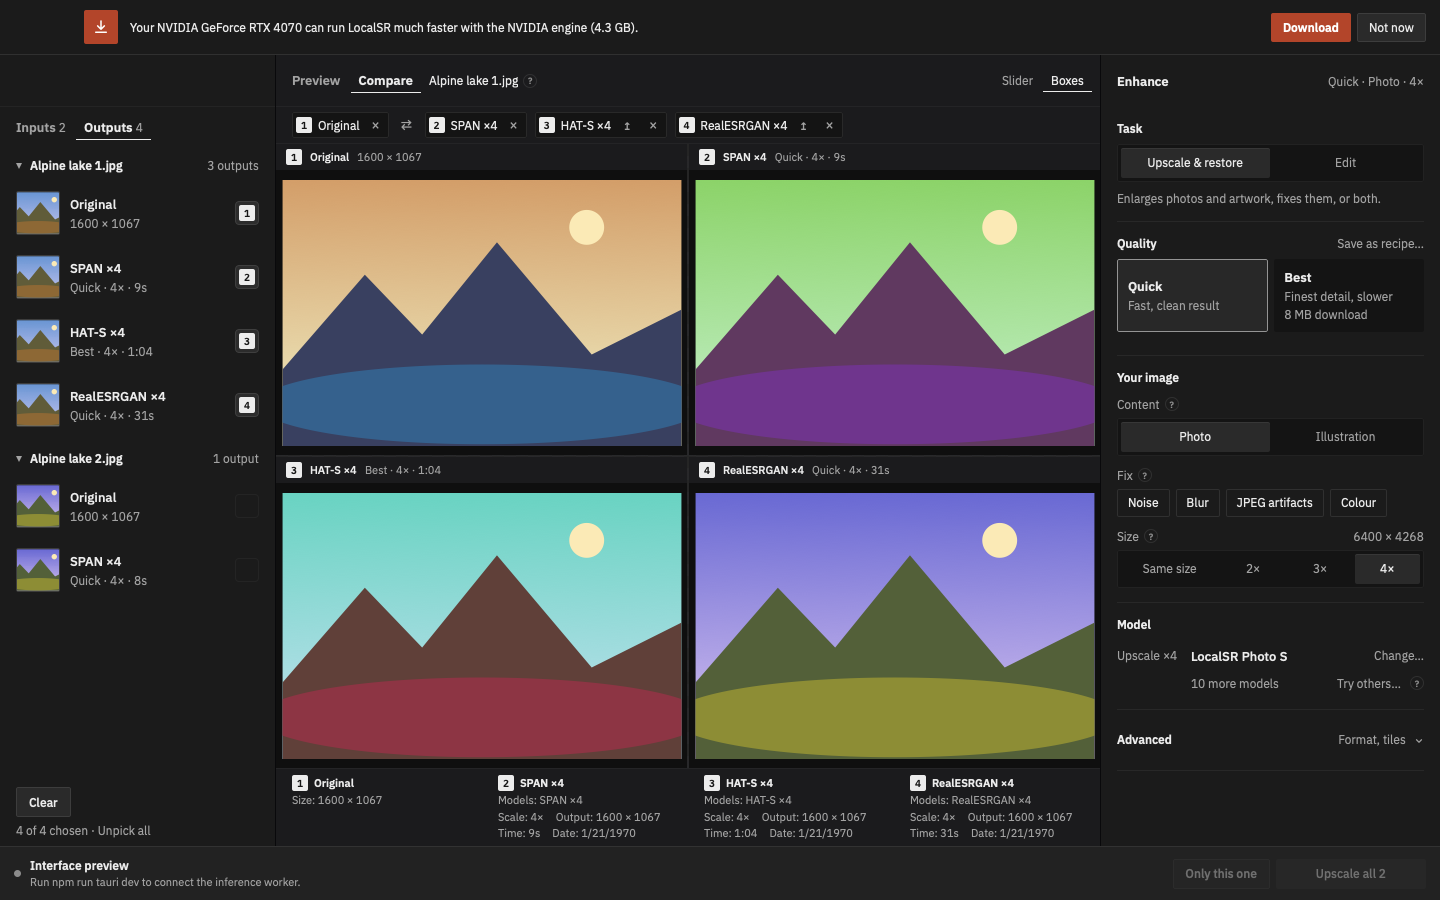 Your NVIDIA GeForce RTX 4070 can run LocalSR much faster with the NVIDIA engine (4.3 GB).
Download
Not now
Inputs 2
Outputs 4
Alpine lake 1.jpg
3 outputs
Original
1600 × 1067
1
SPAN ×4
Quick · 4× · 9s
2
HAT-S ×4
Best · 4× · 1:04
3
RealESRGAN ×4
Quick · 4× · 31s
4
Alpine lake 2.jpg
1 output
Original
1600 × 1067
SPAN ×4
Quick · 4× · 8s
Clear
4 of 4 chosen · Unpick all
Preview
Compare
Alpine lake 1.jpg
?
Slider
Boxes
1 Original ×
⇄
2 SPAN ×4 ×
3 HAT-S ×4 ↥ ×
4 RealESRGAN ×4 ↥ ×
1 Original 1600 × 1067
2 SPAN ×4 Quick · 4× · 9s
3 HAT-S ×4 Best · 4× · 1:04
4 RealESRGAN ×4 Quick · 4× · 31s
1 Original
Size: 1600 × 1067
2 SPAN ×4
Models: SPAN ×4
Scale: 4× Output: 1600 × 1067
Time: 9s Date: 1/21/1970
3 HAT-S ×4
Models: HAT-S ×4
Scale: 4× Output: 1600 × 1067
Time: 1:04 Date: 1/21/1970
4 RealESRGAN ×4
Models: RealESRGAN ×4
Scale: 4× Output: 1600 × 1067
Time: 31s Date: 1/21/1970
Enhance
Quick · Photo · 4×
Task
Upscale & restore
Edit
Enlarges photos and artwork, fixes them, or both.
Quality
Save as recipe...
Quick
Fast, clean result
Best
Finest detail, slower
8 MB download
Your image
Content ?
Photo
Illustration
Fix ?
Noise
Blur
JPEG artifacts
Colour
Size ?
6400 × 4268
Same size
2×
3×
4×
Model
Upscale ×4
LocalSR Photo S
Change...
10 more models
Try others... ?
Advanced
Format, tiles
Interface preview
Run npm run tauri dev to connect the inference worker.
Only this one
Upscale all 2